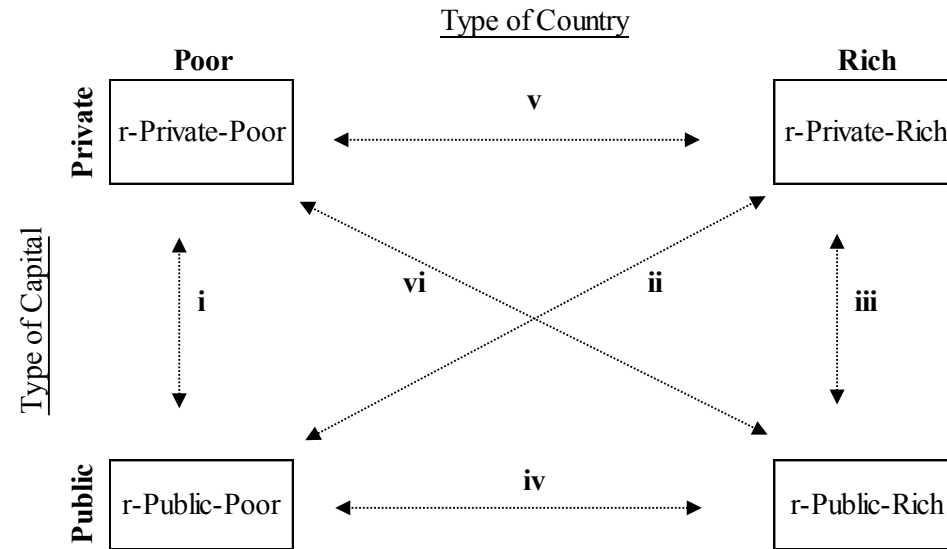 Type of Country
Poor
Rich
Private
r-Private-Poor
v
r-Private-Rich
Type of Capital
i
vi
ii
iii
Public
r-Public-Poor
iv
r-Public-Rich